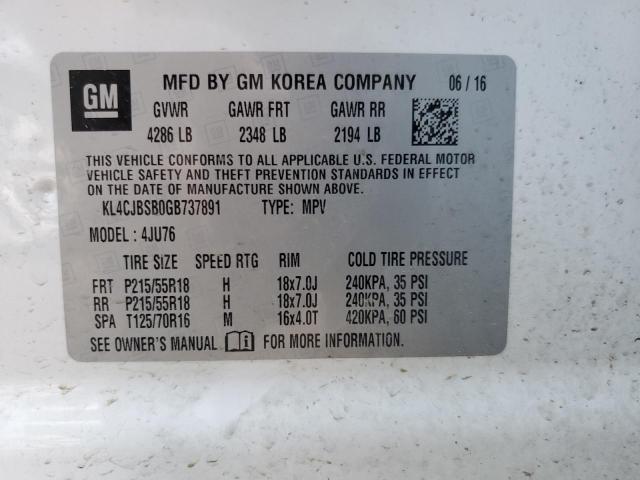 GM
MFD BY GM KOREA COMPANY 06/16
GVWR GAWR FRT GAWR RR
4286 LB 2348 LB 2194 LB
THIS VEHICLE CONFORMS TO ALL APPLICABLE U.S. FEDERAL MOTOR
VEHICLE SAFETY AND THEFT PREVENTION STANDARDS IN EFFECT
ON THE DATE OF MANUFACTURE SHOWN ABOVE.
KL4CJBSB0GB737891 TYPE: MPV
MODEL : 4JU76
TIRE SIZE SPEED RTG RIM COLD TIRE PRESSURE
FRT P215/55R18 H 18x7.0J 240KPA, 35 PSI
RR P215/55R18 H 18x7.0J 240KPA, 35 PSI
SPA T125/70R16 M 16x4.0T 420KPA, 60 PSI
SEE OWNER'S MANUAL FOR MORE INFORMATION.